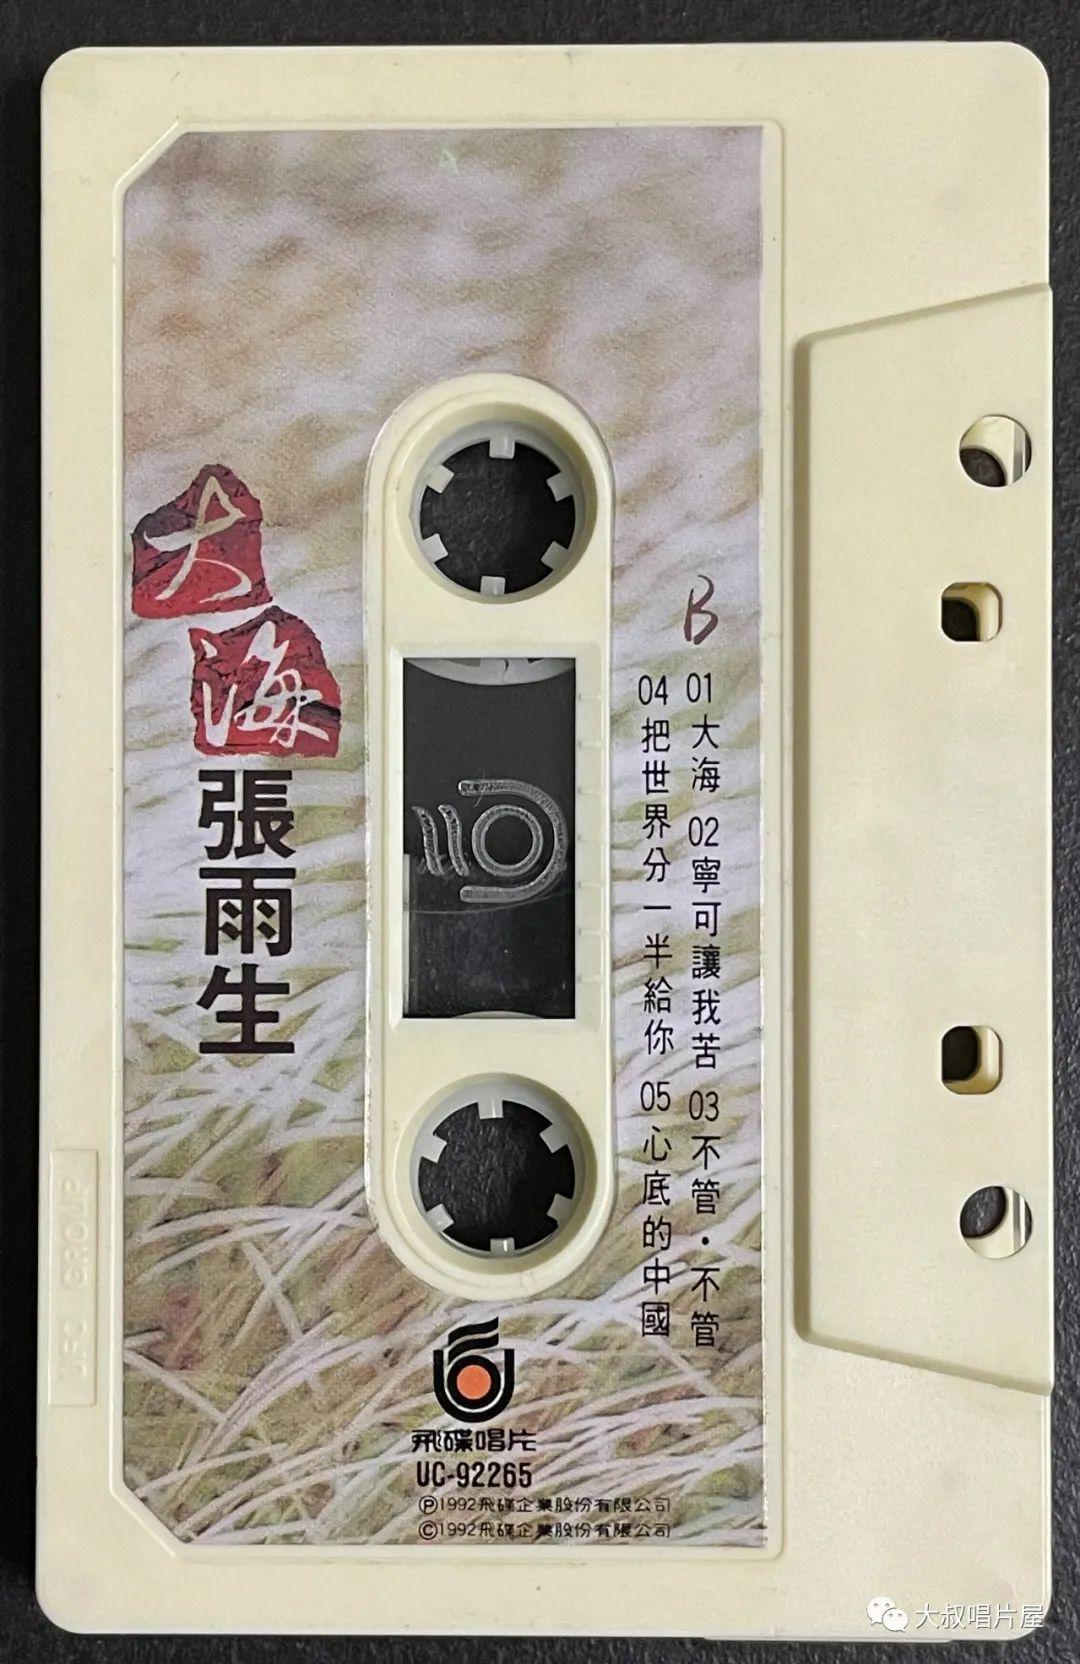 大海
張雨生
B
01 大海 02 寧可讓我苦 03 不管・不管
04 把世界分一半給你 05 心底的中國
飛碟唱片
UC-92265
Ⓟ1992飛碟企業股份有限公司
Ⓒ1992飛碟企業股份有限公司
UFO GROUP
大叔唱片屋